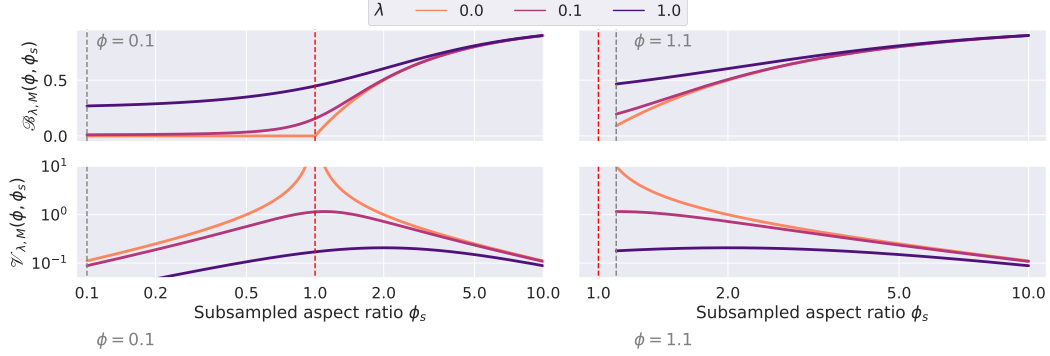 λ 0.0 0.1 1.0
ϕ = 0.1
ϕ = 1.1
ℬλ,M(ϕ, ϕs)
0.5
0.0
𝒱λ,M(ϕ, ϕs)
10¹
10⁰
10⁻¹
0.1 0.2 0.5 1.0 2.0 5.0 10.0
1.0 2.0 5.0 10.0
Subsampled aspect ratio ϕs
Subsampled aspect ratio ϕs
ϕ = 0.1
ϕ = 1.1